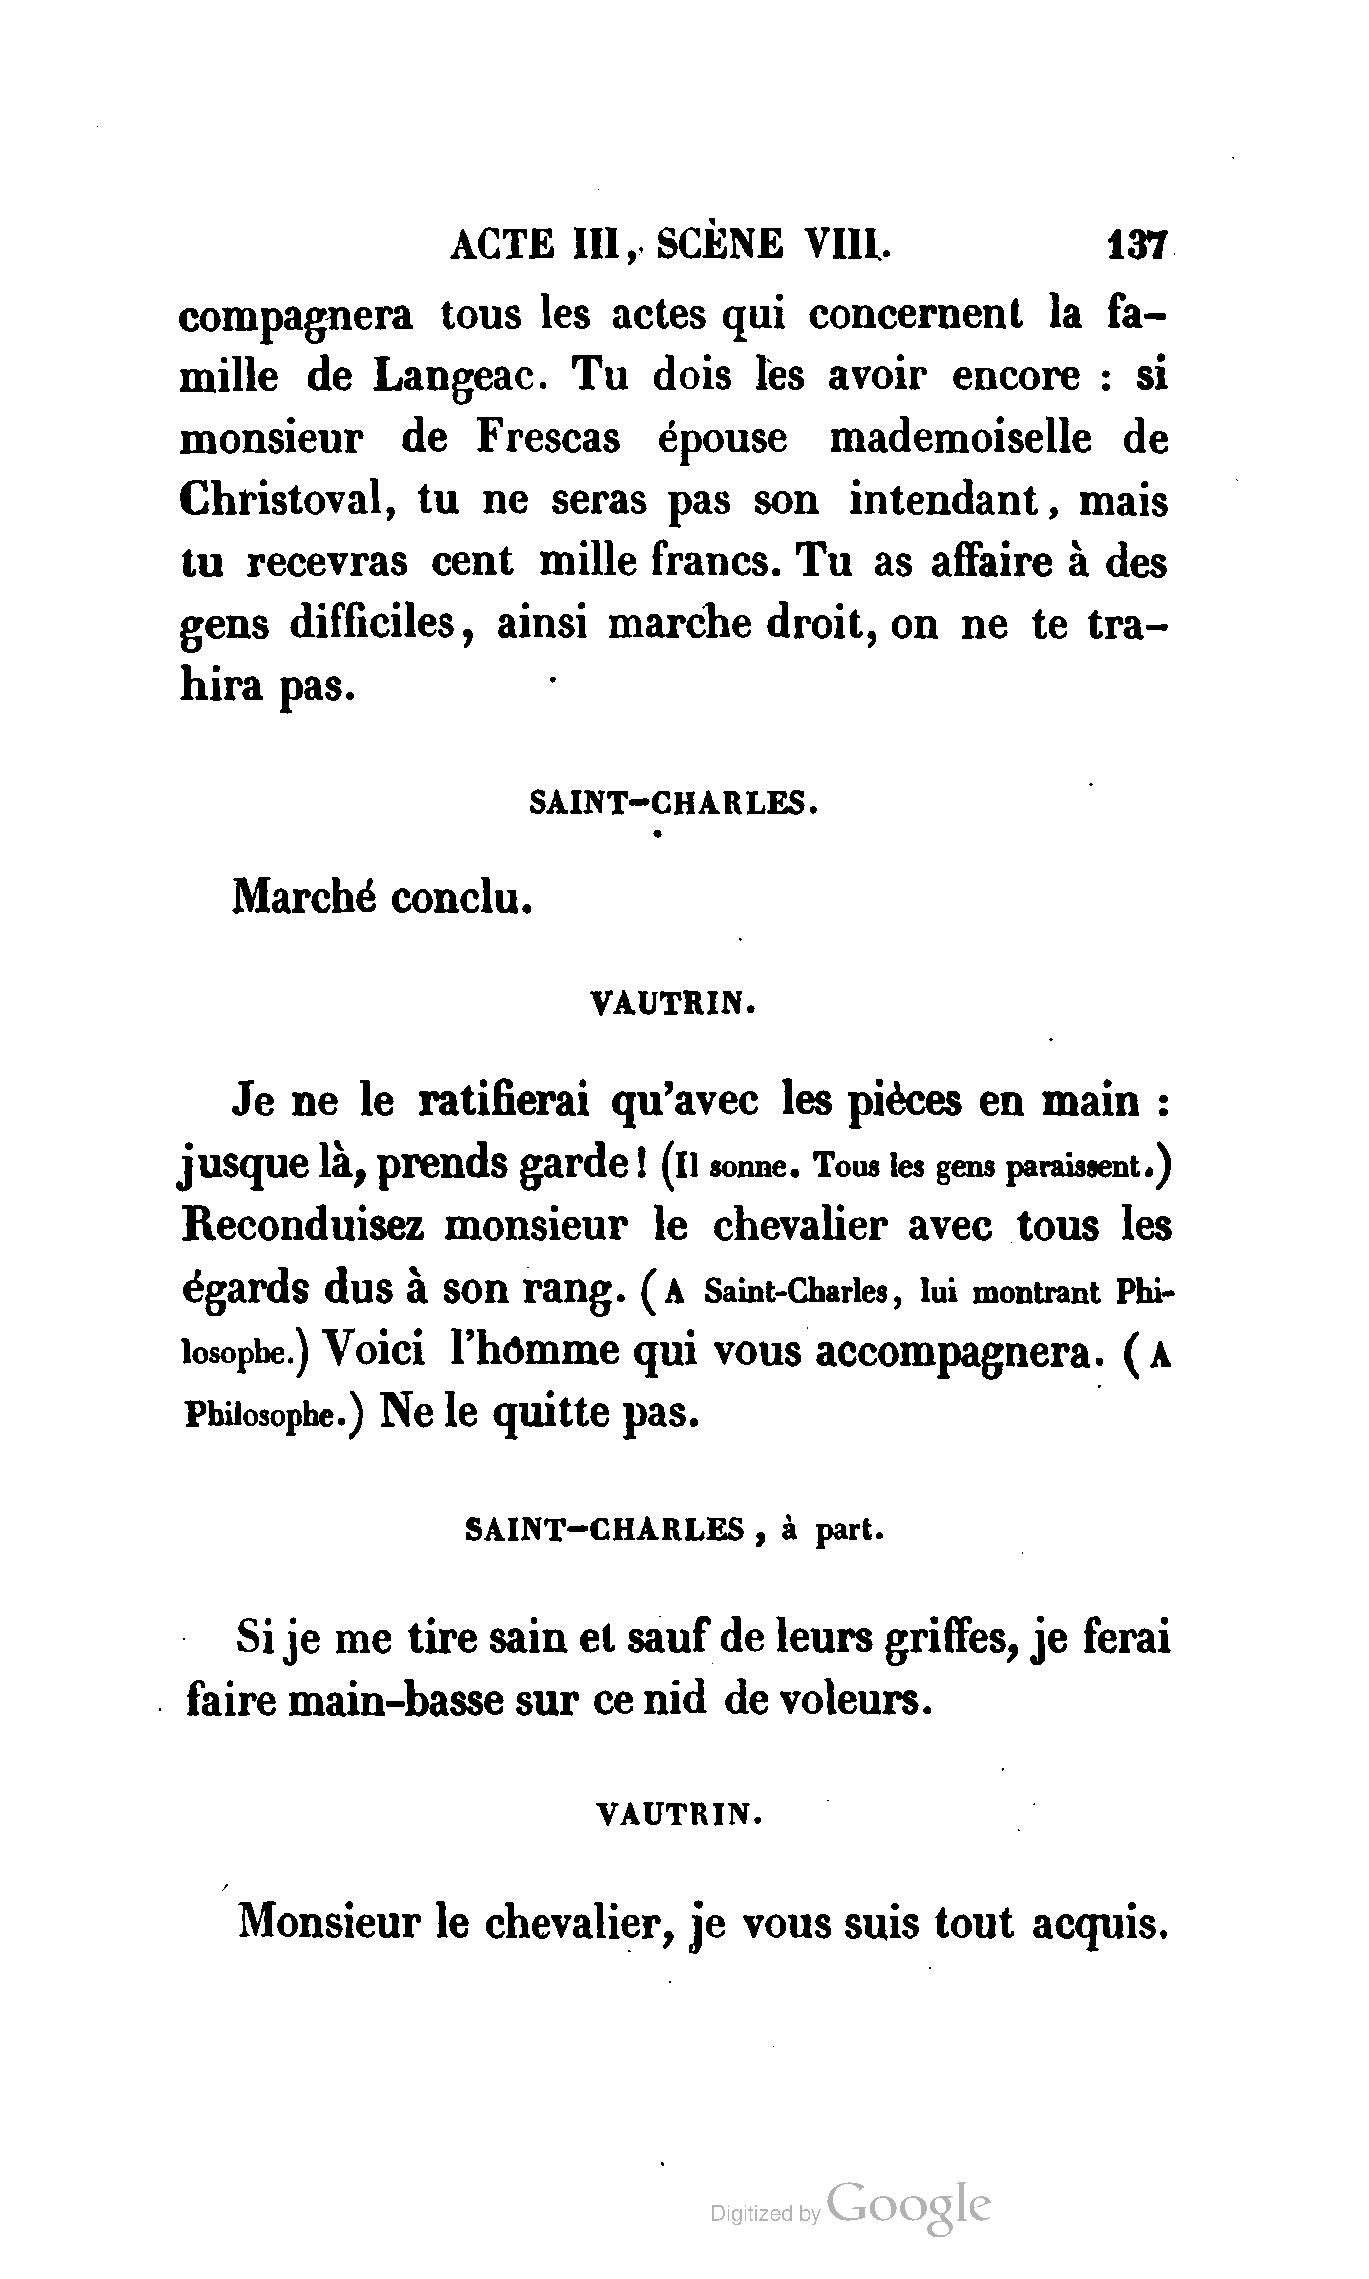 ACTE III, SCÈNE VIII. 137
compagnera tous les actes qui concernent la fa-
mille de Langeac. Tu dois les avoir encore : si
monsieur de Frescas épouse mademoiselle de
Christoval, tu ne seras pas son intendant, mais
tu recevras cent mille francs. Tu as affaire à des
gens difficiles, ainsi marche droit, on ne te tra-
hira pas.
SAINT-CHARLES.
Marché conclu.
VAUTRIN.
Je ne le ratifierai qu'avec les pièces en main :
jusque là, prends garde! (Il sonne. Tous les gens paraissent.)
Reconduisez monsieur le chevalier avec tous les
égards dus à son rang. (A Saint-Charles, lui montrant Phi-
losophe.) Voici l'homme qui vous accompagnera. (A
Philosophe.) Ne le quitte pas.
SAINT-CHARLES, à part.
Si je me tire sain et sauf de leurs griffes, je ferai
faire main-basse sur ce nid de voleurs.
VAUTRIN.
Monsieur le chevalier, je vous suis tout acquis.
Digitized by Google